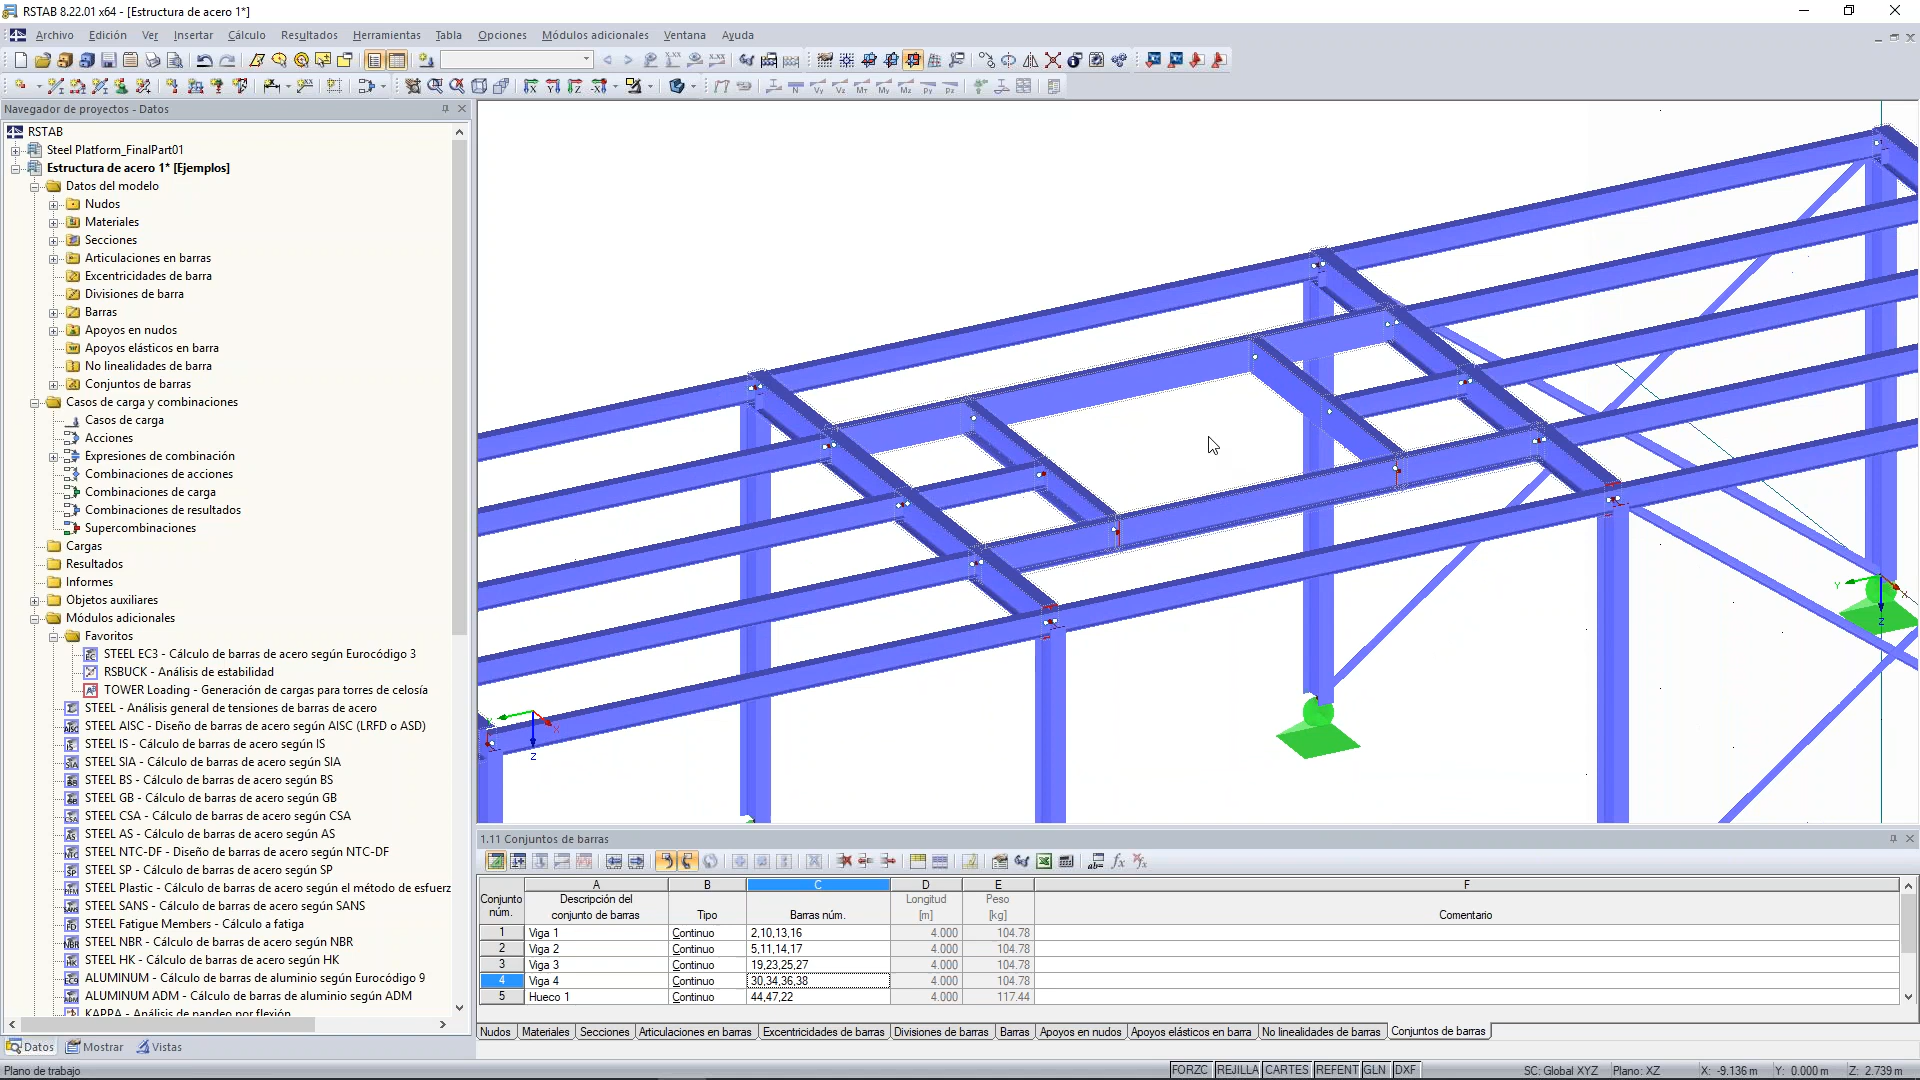 RSTAB 8.22.01 x64 - [Estructura de acero 1*]
Archivo Edición Ver Insertar Cálculo Resultados Herramientas Tabla Opciones Módulos adicionales Ventana Ayuda
Navegador de proyectos - Datos
RSTAB
Steel Platform_FinalPart01
Estructura de acero 1* [Ejemplos]
Datos del modelo
Nudos
Materiales
Secciones
Articulaciones en barras
Excentricidades de barra
Divisiones de barra
Barras
Apoyos en nudos
Apoyos elásticos en barra
No linealidades de barra
Conjuntos de barras
Casos de carga y combinaciones
Casos de carga
Acciones
Expresiones de combinación
Combinaciones de acciones
Combinaciones de carga
Combinaciones de resultados
Supercombinaciones
Cargas
Resultados
Informes
Objetos auxiliares
Módulos adicionales
Favoritos
STEEL EC3 - Cálculo de barras de acero según Eurocódigo 3
RSBUCK - Análisis de estabilidad
TOWER Loading - Generación de cargas para torres de celosía
STEEL - Análisis general de tensiones de barras de acero
STEEL AISC - Diseño de barras de acero según AISC (LRFD o ASD)
STEEL IS - Cálculo de barras de acero según IS
STEEL SIA - Cálculo de barras de acero según SIA
STEEL BS - Cálculo de barras de acero según BS
STEEL GB - Cálculo de barras de acero según GB
STEEL CSA - Cálculo de barras de acero según CSA
STEEL AS - Cálculo de barras de acero según AS
STEEL NTC-DF - Diseño de barras de acero según NTC-DF
STEEL SP - Cálculo de barras de acero según SP
STEEL Plastic - Cálculo de barras de acero según el método de esfuerz
STEEL SANS - Cálculo de barras de acero según SANS
STEEL Fatigue Members - Cálculo a fatiga
STEEL NBR - Cálculo de barras de acero según NBR
STEEL HK - Cálculo de barras de acero según HK
ALUMINUM - Cálculo de barras de aluminio según Eurocódigo 9
ALUMINUM ADM - Cálculo de barras de aluminio según ADM
KAPPA - Análisis de pandeo por flexión
Datos Mostrar Vistas
Y X Z
X Z
1.11 Conjuntos de barras
A B C D E F
Conjunto núm. Descripción del conjunto de barras Tipo Barras núm. Longitud [m] Peso [kg] Comentario
1 Viga 1 Continuo 2,10,13,16 4.000 104.78
2 Viga 2 Continuo 5,11,14,17 4.000 104.78
3 Viga 3 Continuo 19,23,25,27 4.000 104.78
4 Viga 4 Continuo 30,34,36,38 4.000 104.78
5 Hueco 1 Continuo 44,47,22 4.000 117.44
Nudos Materiales Secciones Articulaciones en barras Excentricidades de barras Divisiones de barras Barras Apoyos en nudos Apoyos elásticos en barra No linealidades de barras Conjuntos de barras
Plano de trabajo FORZC REJILLA CARTES REFENT GLN DXF SC: Global XYZ Plano: XZ X: -9.136 m Y: 0.000 m Z: 2.739 m